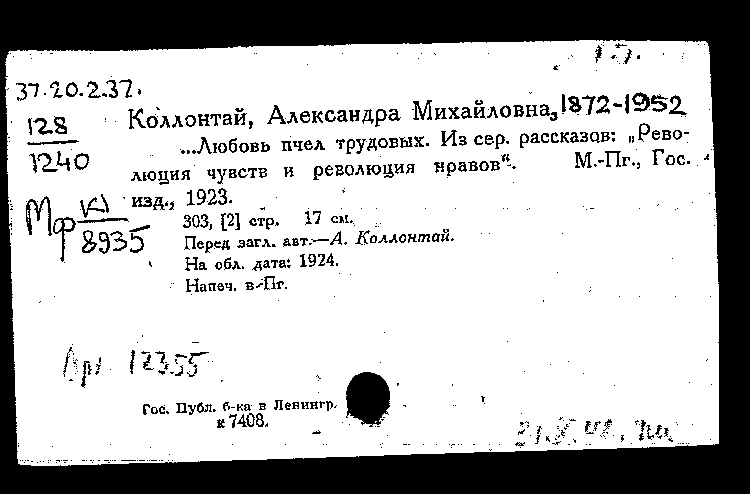 37.20.2.37.
128
1240
Коллонтай, Александра Михайловна, 1872-1952
...Любовь пчел трудовых. Из сер. рассказов: „Рево-
люция чувств и революция нравов". М.-Пг., Гос.
изд., 1923.
303, [2] стр. 17 см.
Мф К1
8935
Перед загл. авт.—А. Коллонтай.
На обл. дата: 1924.
Напеч. в-Пг.
12355
Гос. Публ. б-ка в Ленингр.
к 7408.